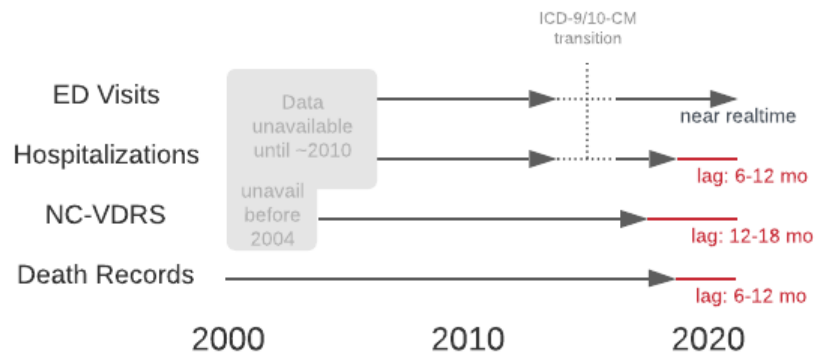 ICD-9/10-CM
transition
ED Visits
Data
unavailable
until ~2010
near realtime
Hospitalizations
lag: 6-12 mo
unavail
before
2004
NC-VDRS
lag: 12-18 mo
Death Records
lag: 6-12 mo
2000 2010 2020